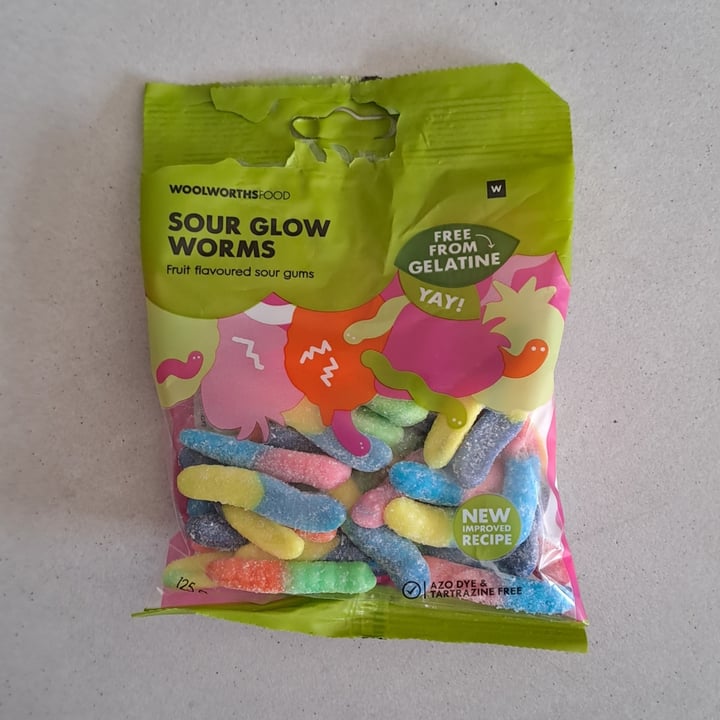 WOOLWORTHSFOOD
W
SOUR GLOW
WORMS
Fruit flavoured sour gums
FREE
FROM
GELATINE
YAY!
NEW
IMPROVED
RECIPE
125g
AZO DYE &
TARTRAZINE FREE